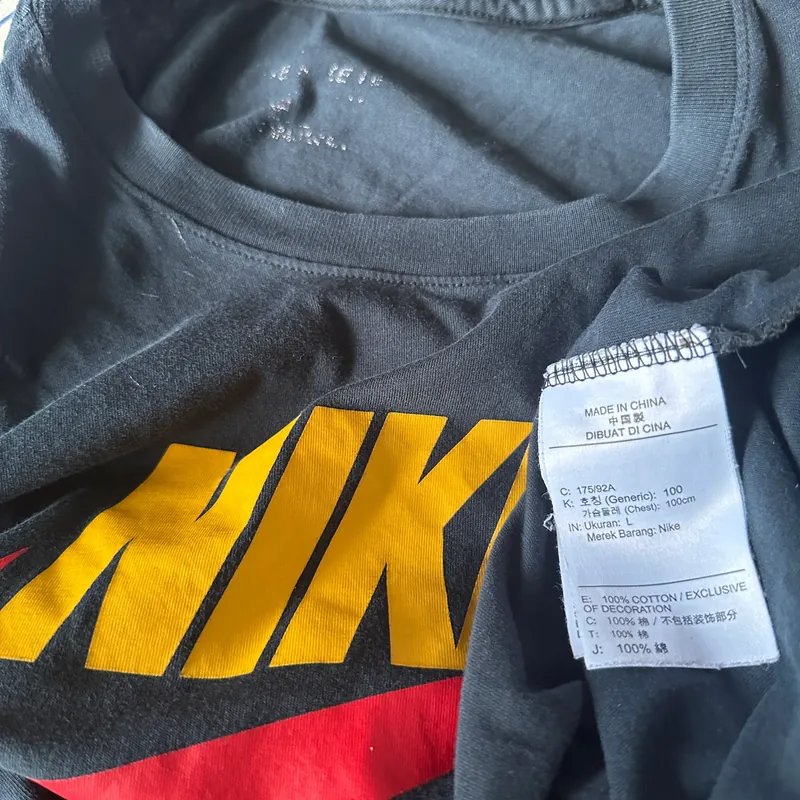 NIK
MADE IN CHINA
中国製
DIBUAT DI CINA
C: 175/92A
K: 호칭 (Generic): 100
가슴둘레 (Chest): 100cm
IN: Ukuran: L
Merek Barang: Nike
E: 100% COTTON / EXCLUSIVE
OF DECORATION
C: 100% 棉 / 不包括装饰部分
T: 100% 棉
J: 100% 綿